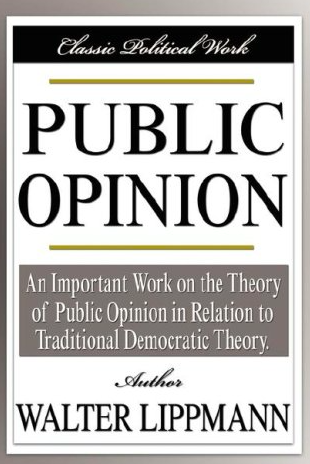 Classic Political Work
PUBLIC
OPINION
An Important Work on the Theory
of Public Opinion in Relation to
Traditional Democratic Theory.
Author
WALTER LIPPMANN